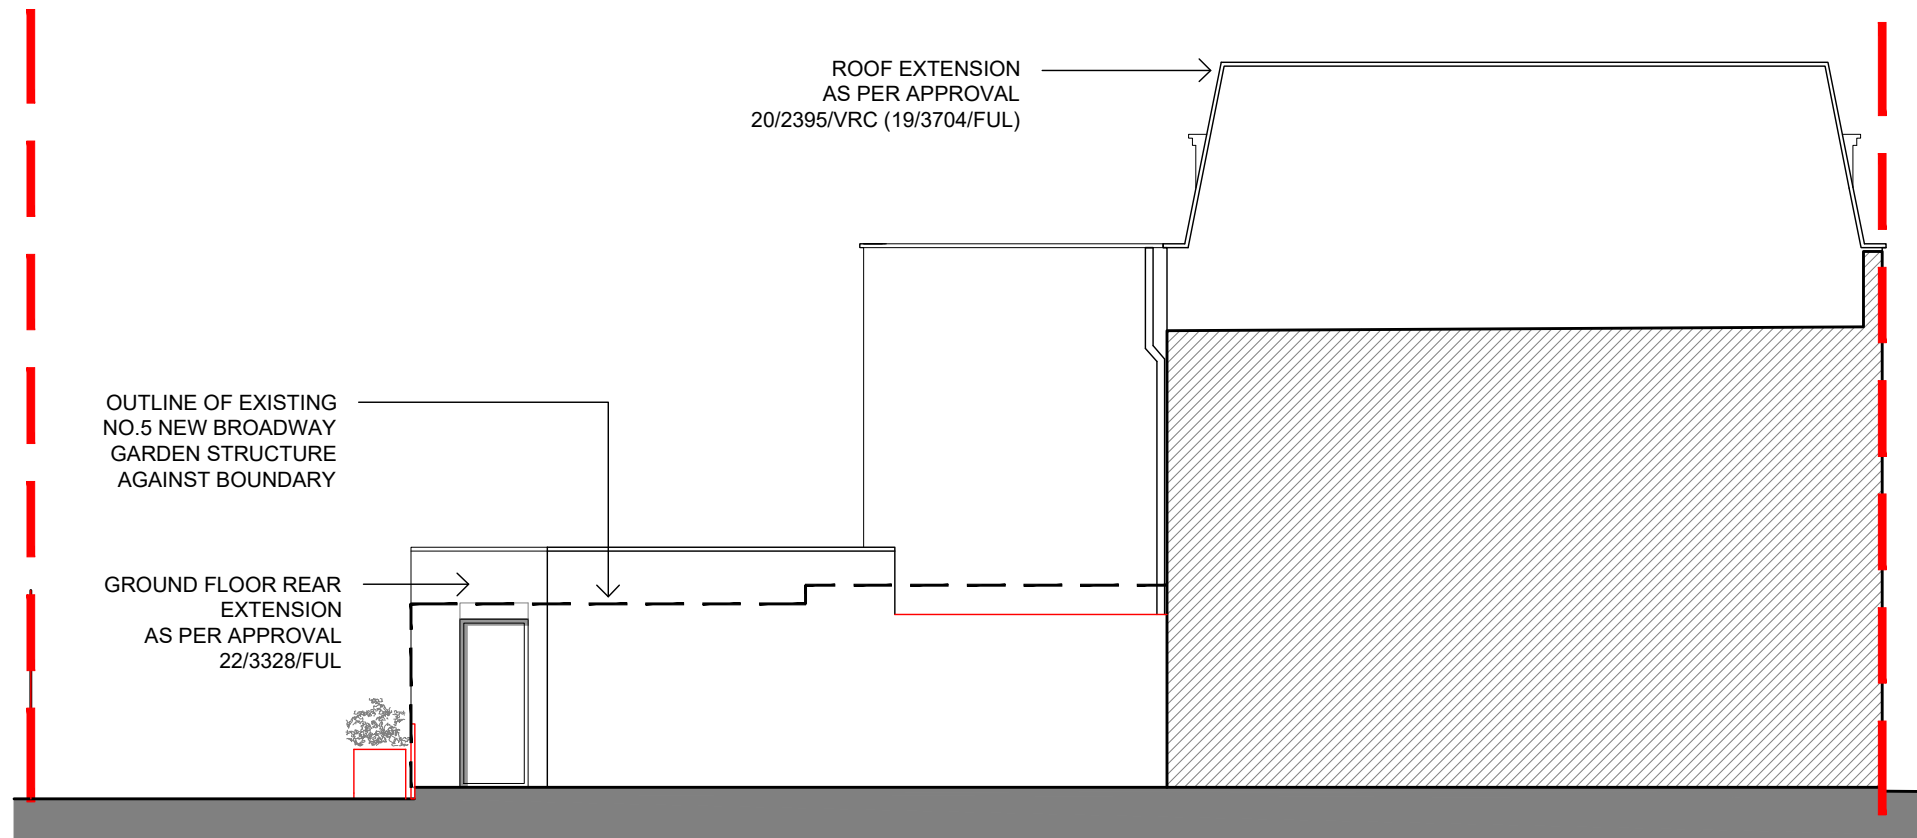 ROOF EXTENSION
AS PER APPROVAL
20/2395/VRC (19/3704/FUL)
OUTLINE OF EXISTING
NO.5 NEW BROADWAY
GARDEN STRUCTURE
AGAINST BOUNDARY
GROUND FLOOR REAR
EXTENSION
AS PER APPROVAL
22/3328/FUL